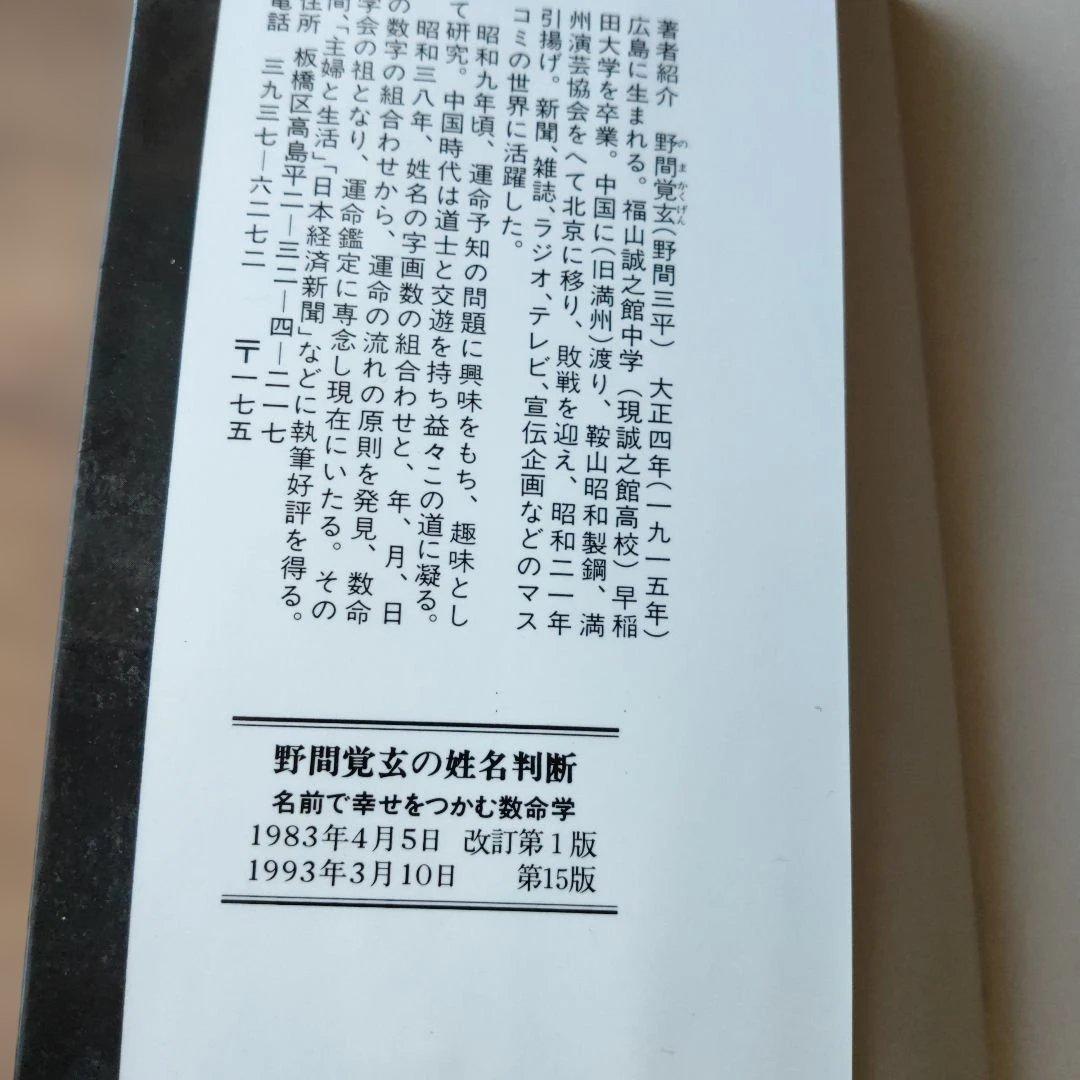 著者紹介　野間覚玄（野間三平）　大正四年（一九一五年）
のまかくげん
広島に生まれる。福山誠之館中学（現誠之館高校）早稲
田大学を卒業。中国に（旧満州）渡り、鞍山昭和製鋼、満
州演芸協会をへて北京に移り、敗戦を迎え、昭和二一年
引揚げ。新聞、雑誌、ラジオ、テレビ、宣伝企画などのマス
コミの世界に活躍した。
昭和九年頃、運命予知の問題に興味をもち、趣味とし
て研究。中国時代は道士と交遊を持ち益々この道に凝る。
昭和三八年、姓名の字画数の組合わせと、年、月、日
の数字の組合わせから、運命の流れの原則を発見、数命
学会の祖となり、運命鑑定に専念し現在にいたる。その
間、「主婦と生活」「日本経済新聞」などに執筆好評を得る。
住所　板橋区高島平二―三二―四―二一七
電話　三九三七―六二七二　〒一七五
野間覚玄の姓名判断
名前で幸せをつかむ数命学
1983年4月5日　改訂第1版
1993年3月10日　第15版